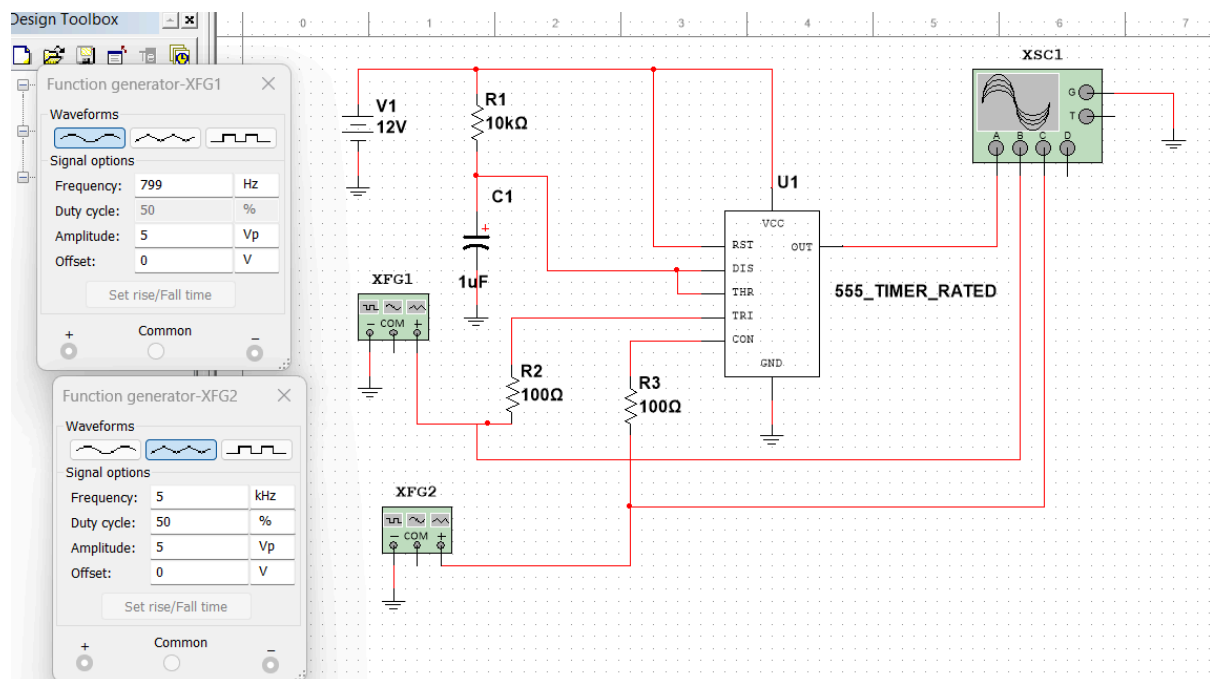 Design Toolbox
0 1 2 3 4 5 6 7
Function generator-XFG1
Waveforms
Signal options
Frequency: 799 Hz
Duty cycle: 50 %
Amplitude: 5 Vp
Offset: 0 V
Set rise/Fall time
+ Common −
Function generator-XFG2
Waveforms
Signal options
Frequency: 5 kHz
Duty cycle: 50 %
Amplitude: 5 Vp
Offset: 0 V
Set rise/Fall time
+ Common −
V1
12V
R1
10kΩ
C1
+
1uF
XFG1
− COM +
R2
100Ω
R3
100Ω
XFG2
− COM +
U1
VCC
RST OUT
DIS
THR
TRI
CON
GND
555_TIMER_RATED
XSC1
G
T
A B C D